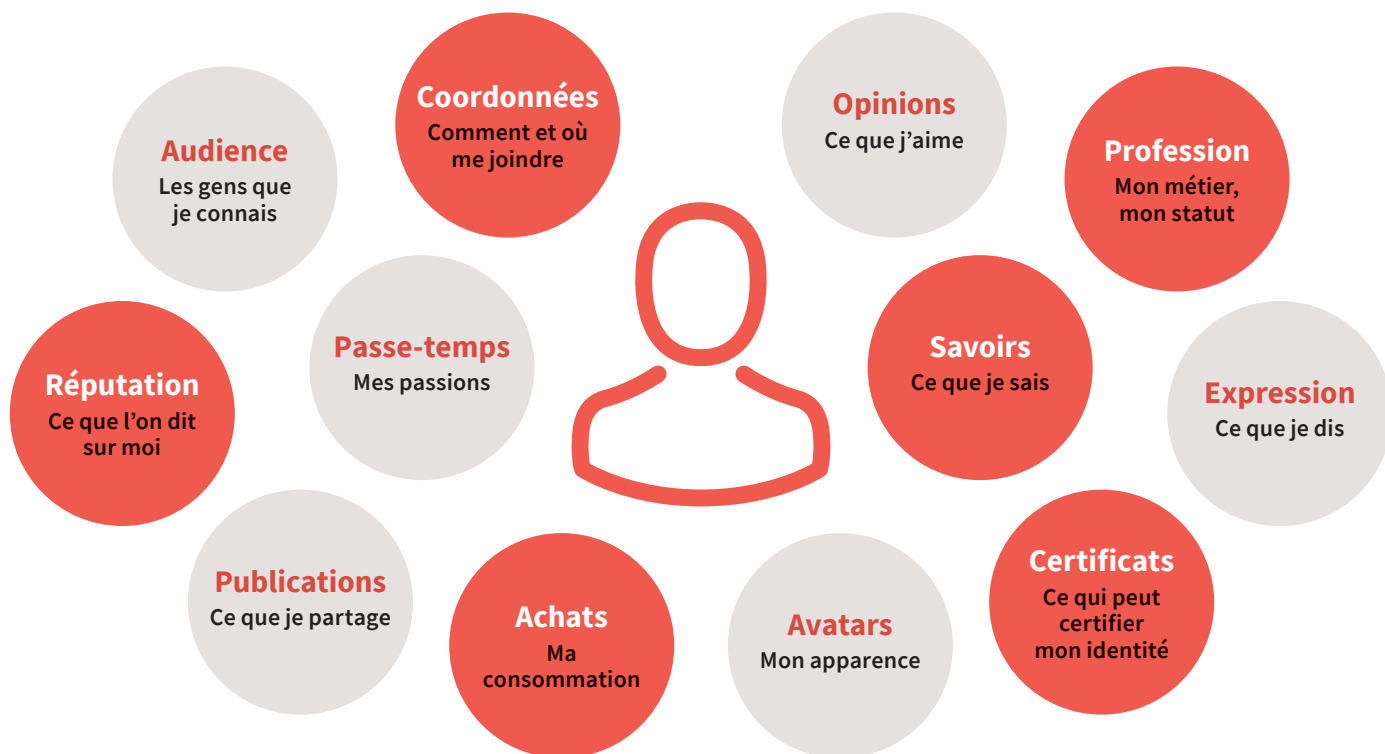 Coordonnées
Comment et où
me joindre
Opinions
Ce que j’aime
Audience
Les gens que
je connais
Profession
Mon métier,
mon statut
Passe-temps
Mes passions
Savoirs
Ce que je sais
Réputation
Ce que l’on dit
sur moi
Expression
Ce que je dis
Publications
Ce que je partage
Achats
Ma
consommation
Avatars
Mon apparence
Certificats
Ce qui peut
certifier
mon identité